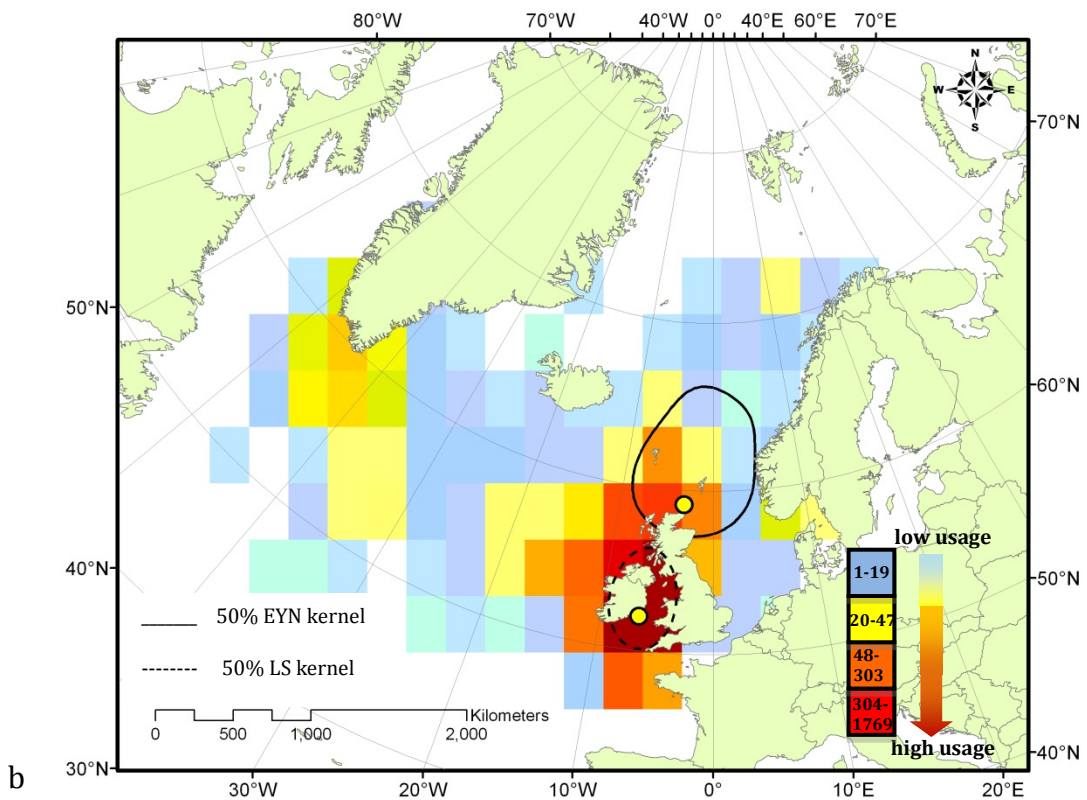 80°W 70°W 40°W 0° 40°E 60°E 70°E
N
W E
S
70°N
50°N
60°N
40°N
50°N
low usage
1-19
20-47
48-
303
304-
1769
high usage
50% EYN kernel
50% LS kernel
Kilometers
0 500 1,000 2,000
40°N
b
30°N
30°W 20°W 10°W 0° 10°E 20°E